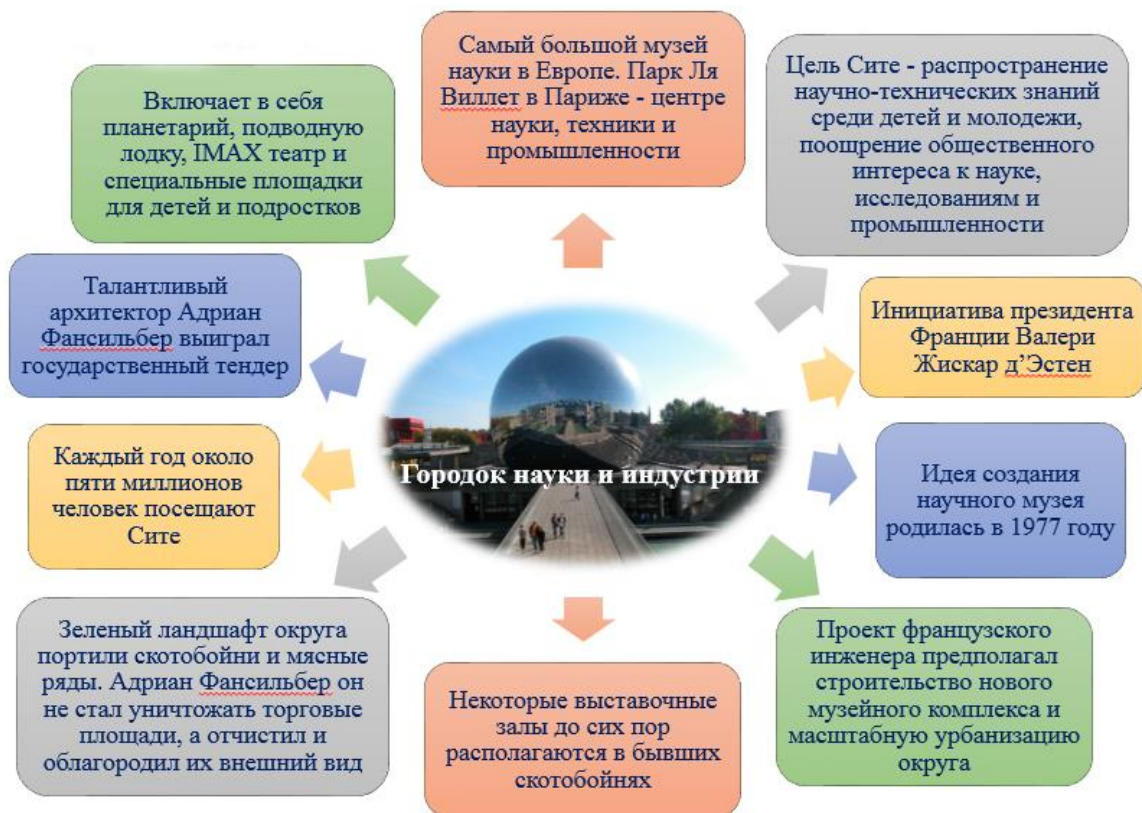 Самый большой музей
науки в Европе. Парк Ля
Виллет в Париже - центре
науки, техники и
промышленности
Цель Сите - распространение
научно-технических знаний
среди детей и молодежи,
поощрение общественного
интереса к науке,
исследованиям и
промышленности
Инициатива президента
Франции Валери
Жискар д’Эстен
Идея создания
научного музея
родилась в 1977 году
Проект французского
инженера предполагал
строительство нового
музейного комплекса и
масштабную урбанизацию
округа
Некоторые выставочные
залы до сих пор
располагаются в бывших
скотобойнях
Зеленый ландшафт округа
портили скотобойни и мясные
ряды. Адриан Фансильбер он
не стал уничтожать торговые
площади, а отчистил и
облагородил их внешний вид
Каждый год около
пяти миллионов
человек посещают
Сите
Талантливый
архитектор Адриан
Фансильбер выиграл
государственный тендер
Включает в себя
планетарий, подводную
лодку, IMAX театр и
специальные площадки
для детей и подростков
Городок науки и индустрии